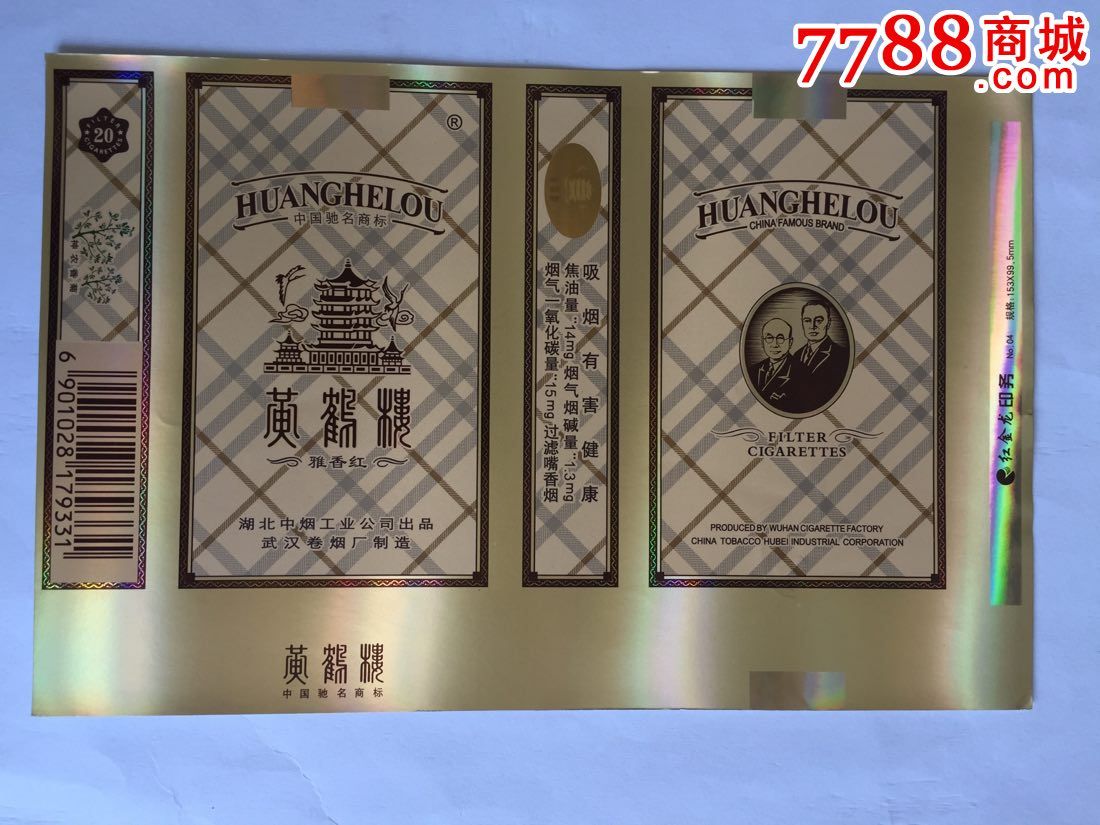 7788商城
.com
FILTER
20
CIGARETTES
神农香菊
6 901028 179331
®
HUANGHELOU
中国驰名商标
黄鹤楼
雅香红
湖北中烟工业公司出品
武汉卷烟厂制造
黄鹤楼
中国驰名商标
吸烟有害健康
焦油量:14mg 烟气烟碱量:1.3mg
烟气一氧化碳量:15mg 过滤嘴香烟
HUANGHELOU
CHINA FAMOUS BRAND
FILTER
CIGARETTES
PRODUCED BY WUHAN CIGARETTE FACTORY
CHINA TOBACCO HUBEI INDUSTRIAL CORPORATION
红金龙印务 No.04 规格:153X99.5mm